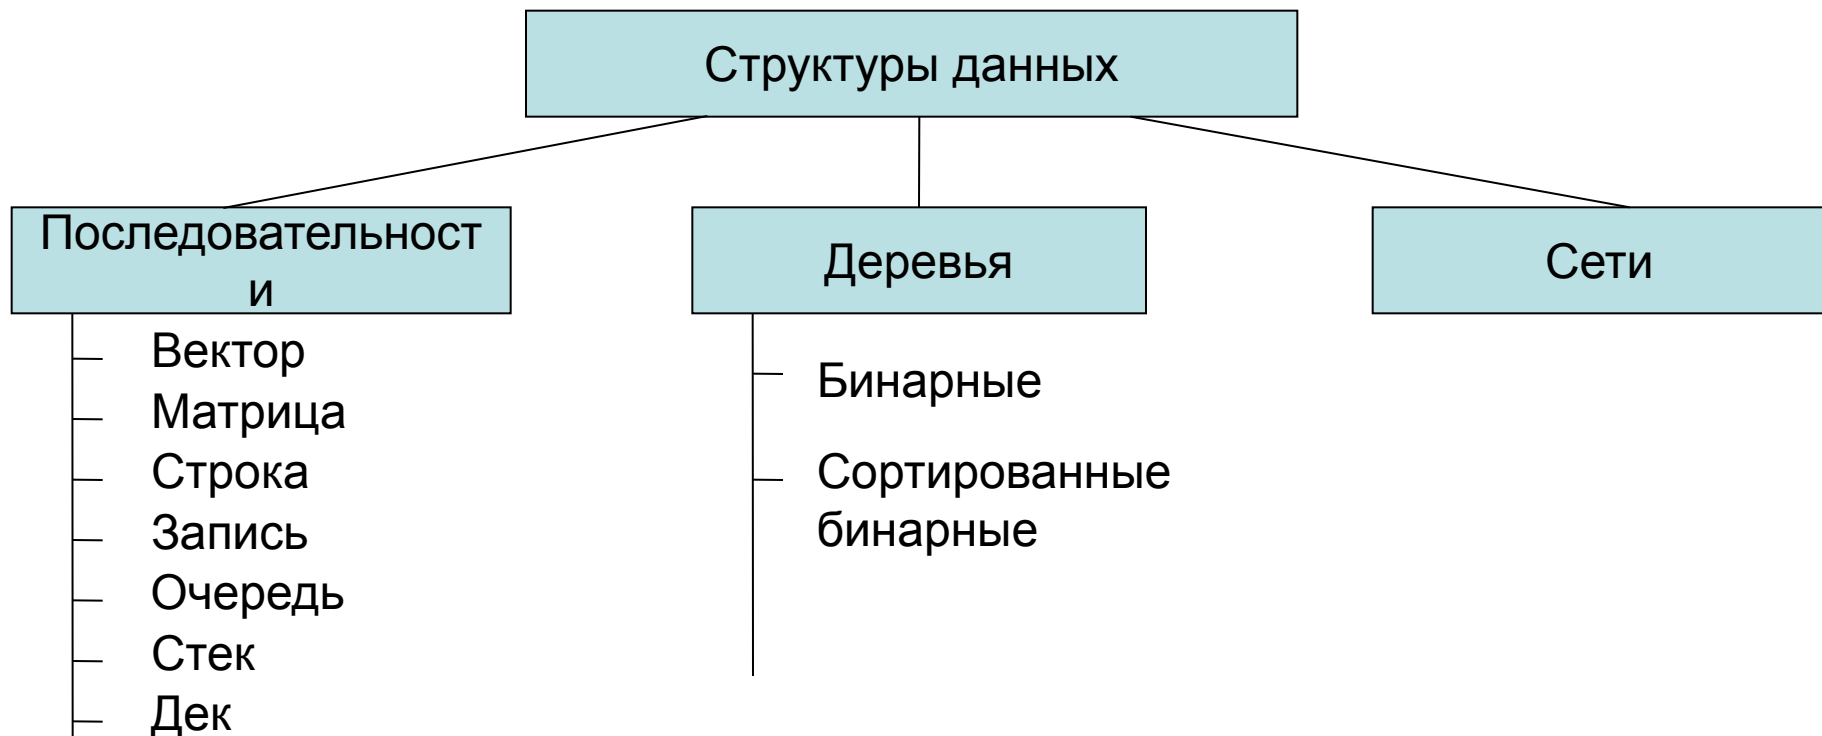 Структуры данных
Последовательност
и
Вектор
Матрица
Строка
Запись
Очередь
Стек
Дек
Деревья
Бинарные
Сортированные
бинарные
Сети